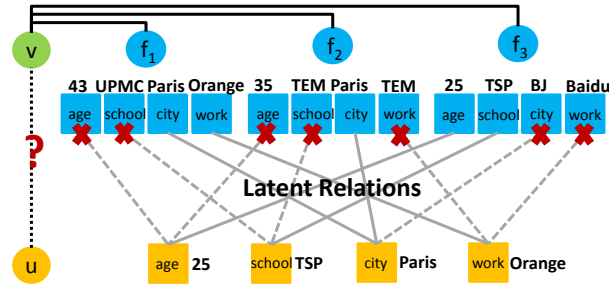 v f1 f2 f3
43 UPMC Paris Orange 35 TEM Paris TEM 25 TSP BJ Baidu
age school city work age school city work age school city work
?
Latent Relations
u age 25 school TSP city Paris work Orange